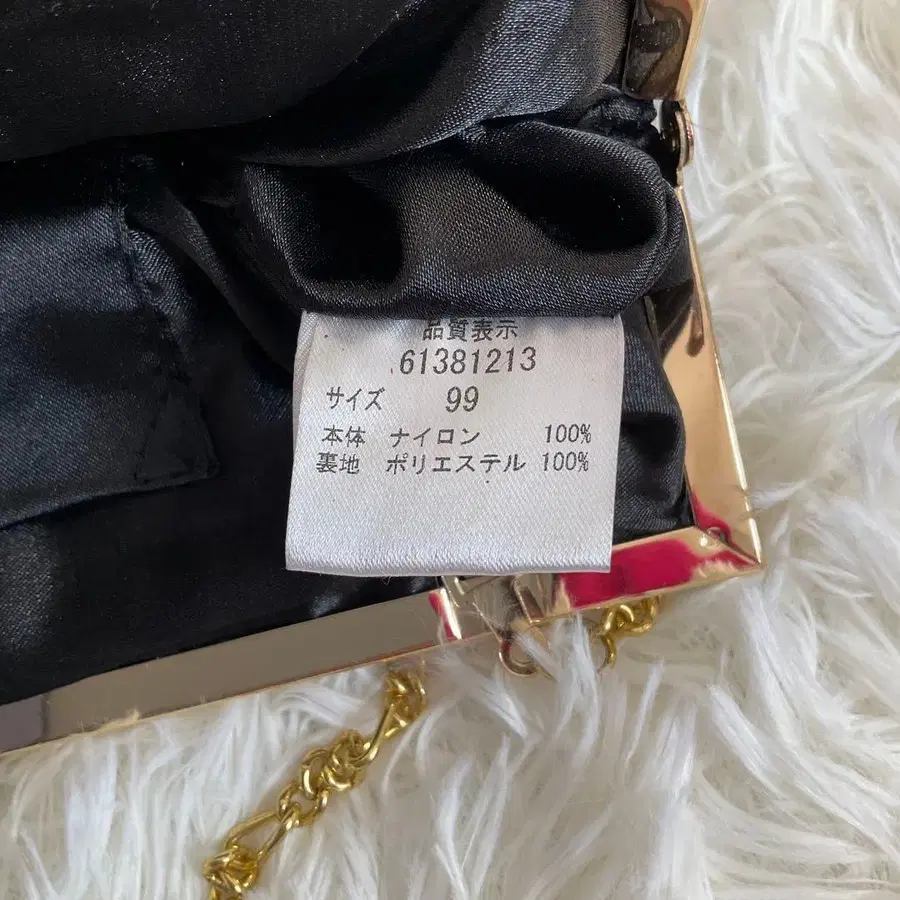 品質表示
61381213
サイズ 99
本体 ナイロン 100%
裏地 ポリエステル 100%